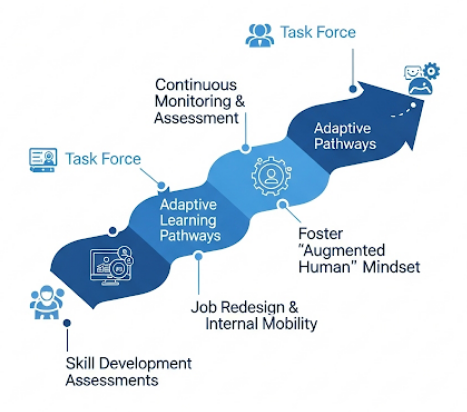 Task Force
Continuous
Monitoring &
Assessment
Adaptive
Pathways
Task Force
Adaptive
Learning
Pathways
Foster
"Augmented
Human" Mindset
Job Redesign &
Internal Mobility
Skill Development
Assessments